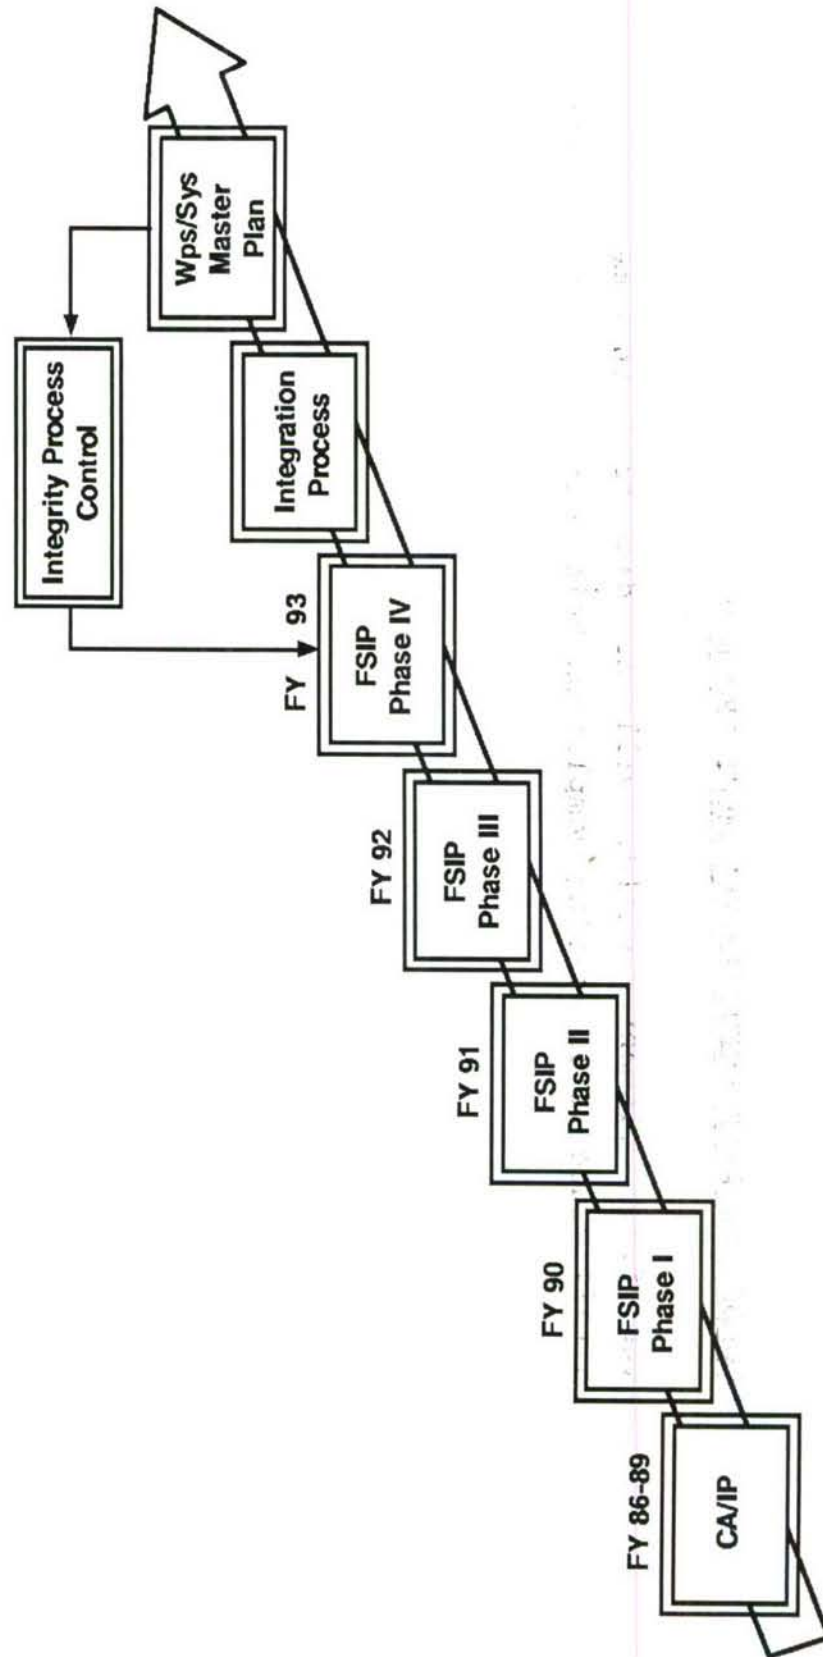 Integrity Process
Control
Wps/Sys
Master
Plan
Integration
Process
FY 93
FSIP
Phase IV
FY 92
FSIP
Phase III
FY 91
FSIP
Phase II
FY 90
FSIP
Phase I
FY 86-89
CA/IP